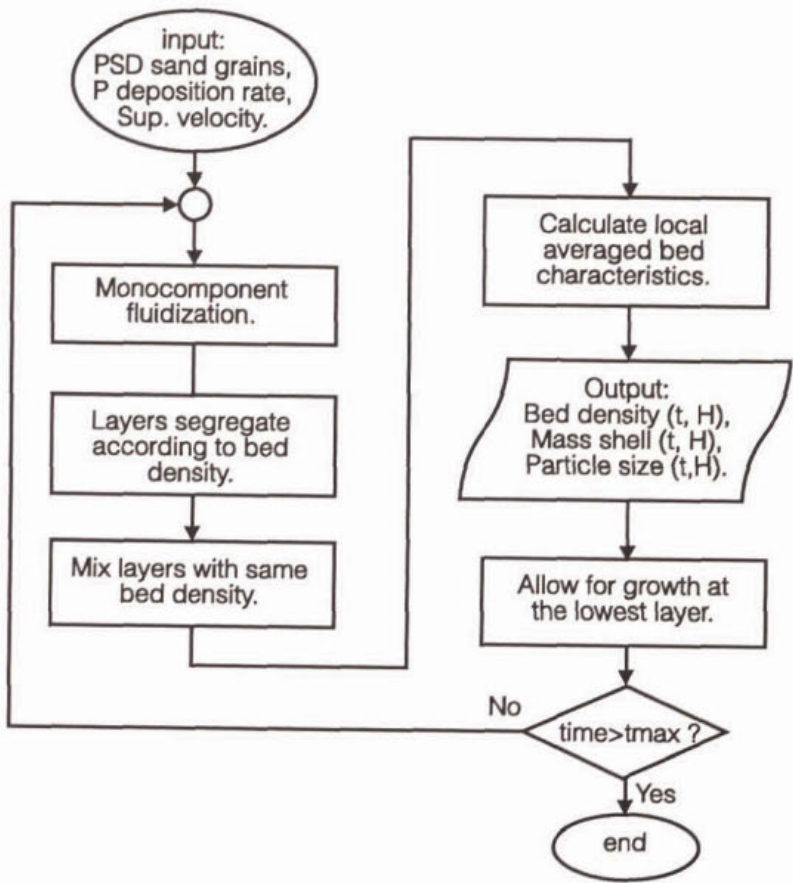 input:
PSD sand grains,
P deposition rate,
Sup. velocity.
Monocomponent
fluidization.
Layers segregate
according to bed
density.
Mix layers with same
bed density.
Calculate local
averaged bed
characteristics.
Output:
Bed density (t, H),
Mass shell (t, H),
Particle size (t,H).
Allow for growth at
the lowest layer.
time>tmax ?
No
Yes
end